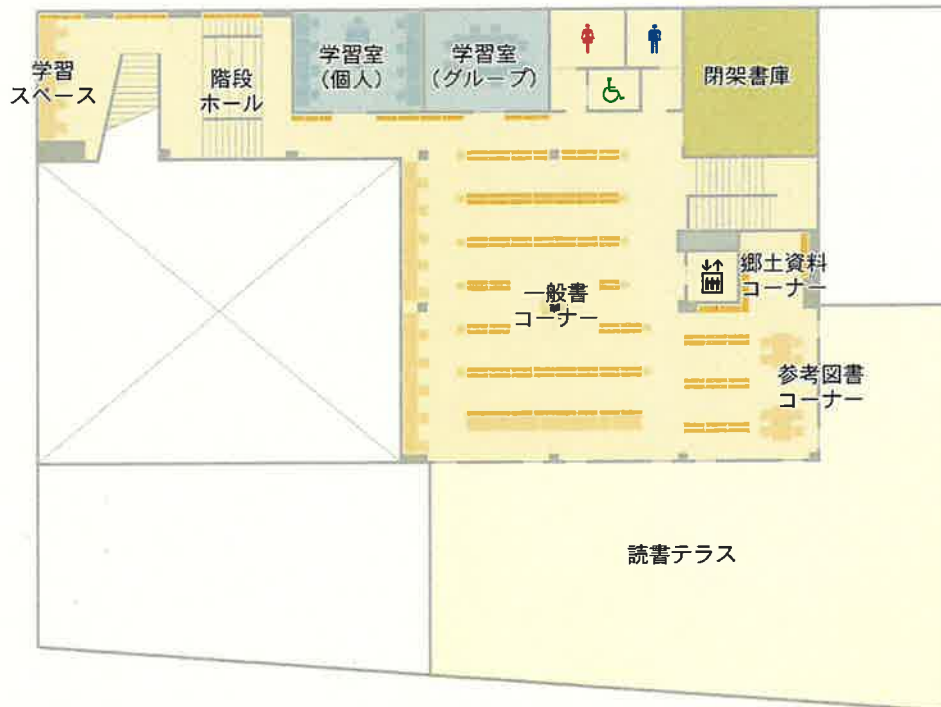 学習
スペース
階段
ホール
学習室
(個人)
学習室
(グループ)
閉架書庫
郷土資料
コーナー
一般書
コーナー
参考図書
コーナー
読書テラス